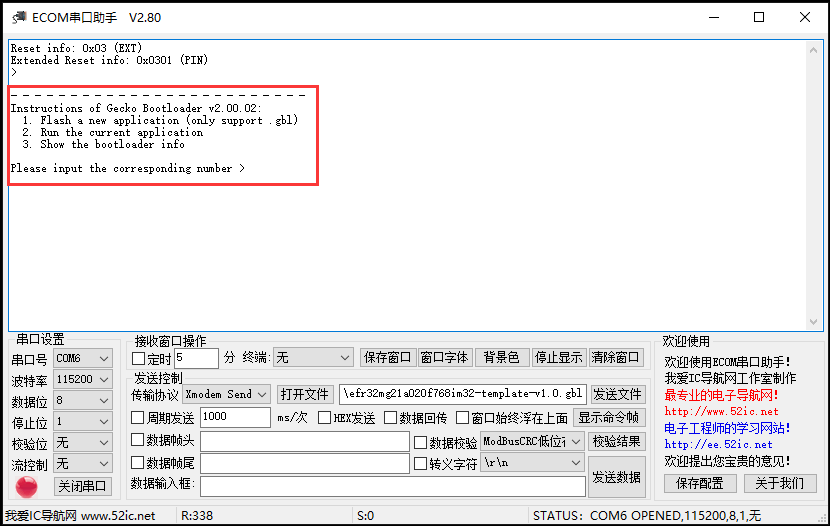 ECOM串口助手 V2.80
Reset info: 0x03 (EXT)
Extended Reset info: 0x0301 (PIN)
>
- - - - - - - - - - - - - - - - - - - - - - - - -
Instructions of Gecko Bootloader v2.00.02:
1. Flash a new application (only support .gbl)
2. Run the current application
3. Show the bootloader info
Please input the corresponding number >
串口设置
串口号 COM6
波特率 115200
数据位 8
停止位 1
校验位 无
流控制 无
关闭串口
接收窗口操作
定时 5 分 终端: 无 保存窗口 窗口字体 背景色 停止显示 清除窗口
发送控制
传输协议 Xmodem Send 打开文件 \efr32mg21a020f768im32-template-v1.0.gbl 发送文件
周期发送 1000 ms/次 HEX发送 数据回传 窗口始终浮在上面 显示命令帧
数据帧头 数据校验 ModBusCRC低位在 校验结果
数据帧尾 转义字符 \r\n 发送数据
数据输入框:
欢迎使用
欢迎使用ECOM串口助手!
我爱IC导航网工作室制作
最专业的电子导航网!
http://www.52ic.net
电子工程师的学习网站!
http://ee.52ic.net
欢迎提出您宝贵的意见!
保存配置 关于我们
我爱IC导航网 www.52ic.net R:338 S:0 STATUS: COM6 OPENED,115200,8,1,无